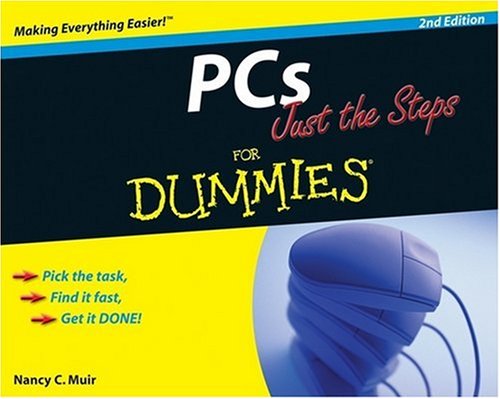 Making Everything Easier!™
2nd Edition
PCs
Just the Steps
FOR
DUMMIES®
Pick the task,
Find it fast,
Get it DONE!
Nancy C. Muir